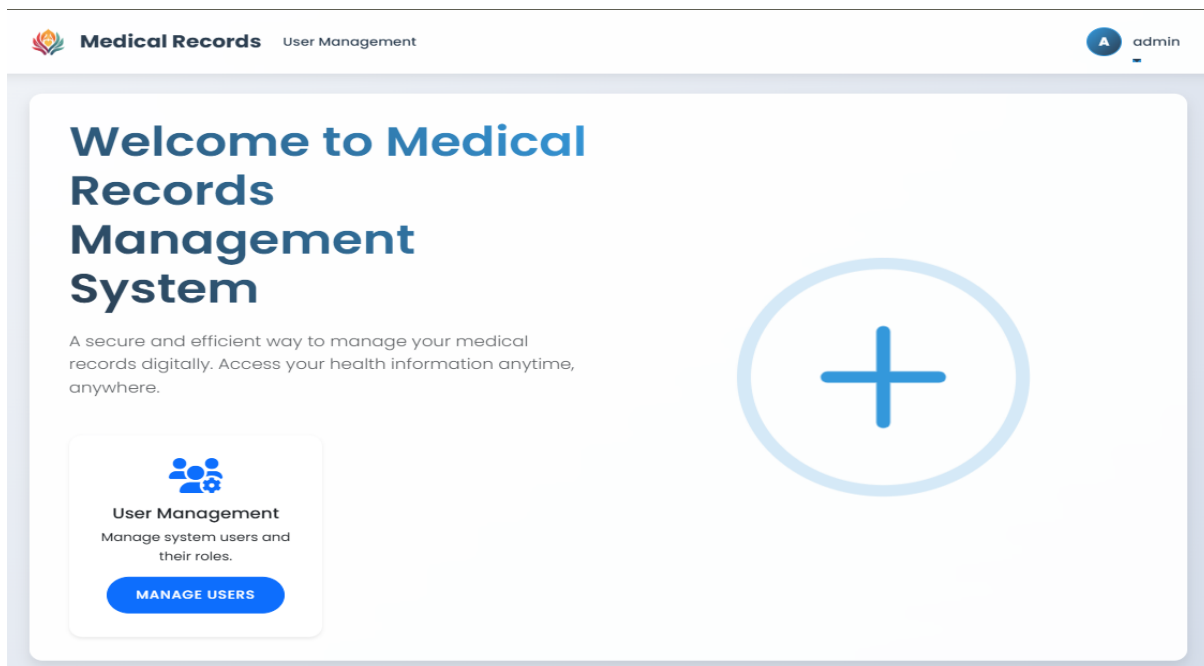 Medical Records User Management
A admin
Welcome to Medical
Records
Management
System
A secure and efficient way to manage your medical
records digitally. Access your health information anytime,
anywhere.
User Management
Manage system users and
their roles.
MANAGE USERS